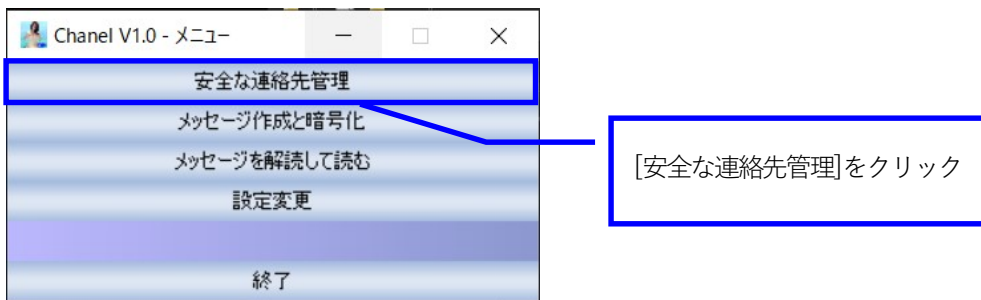 Chanel V1.0 - メニュー
安全な連絡先管理
メッセージ作成と暗号化
メッセージを解読して読む
設定変更
終了
[安全な連絡先管理]をクリック